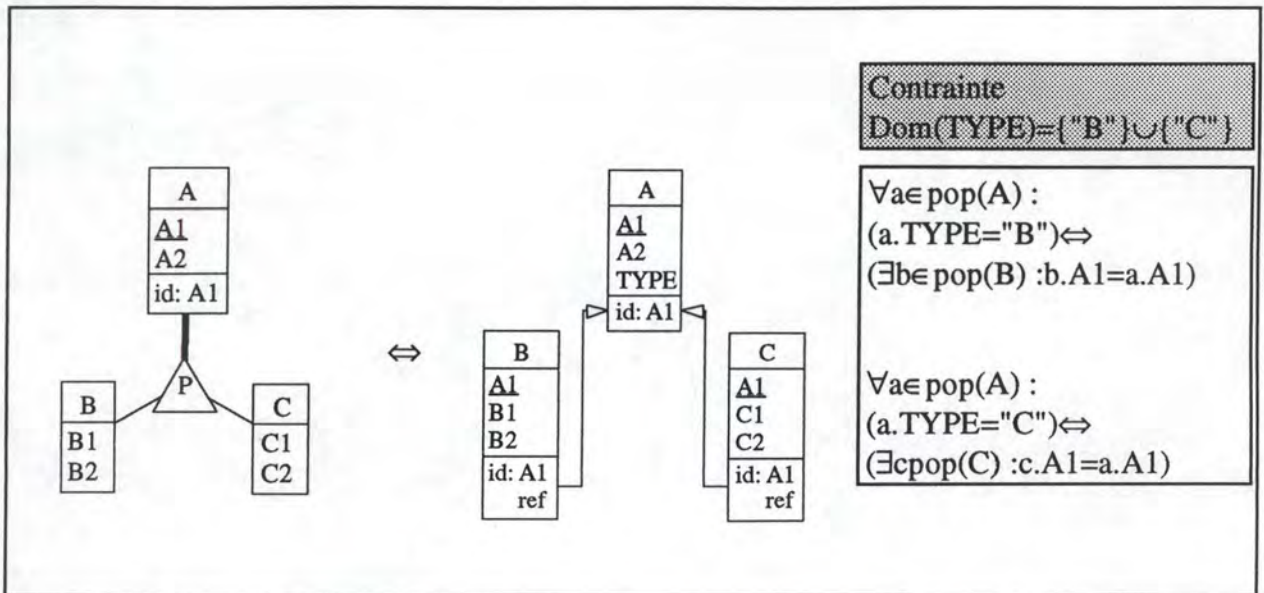 A
A1
A2
id: A1
P
B
B1
B2
C
C1
C2
⇔
A
A1
A2
TYPE
id: A1
B
A1
B1
B2
id: A1
ref
C
A1
C1
C2
id: A1
ref
Contrainte
Dom(TYPE)={"B"}∪{"C"}
∀a∈pop(A) :
(a.TYPE="B")⇔
(∃b∈pop(B) :b.A1=a.A1)
∀a∈pop(A) :
(a.TYPE="C")⇔
(∃cpop(C) :c.A1=a.A1)